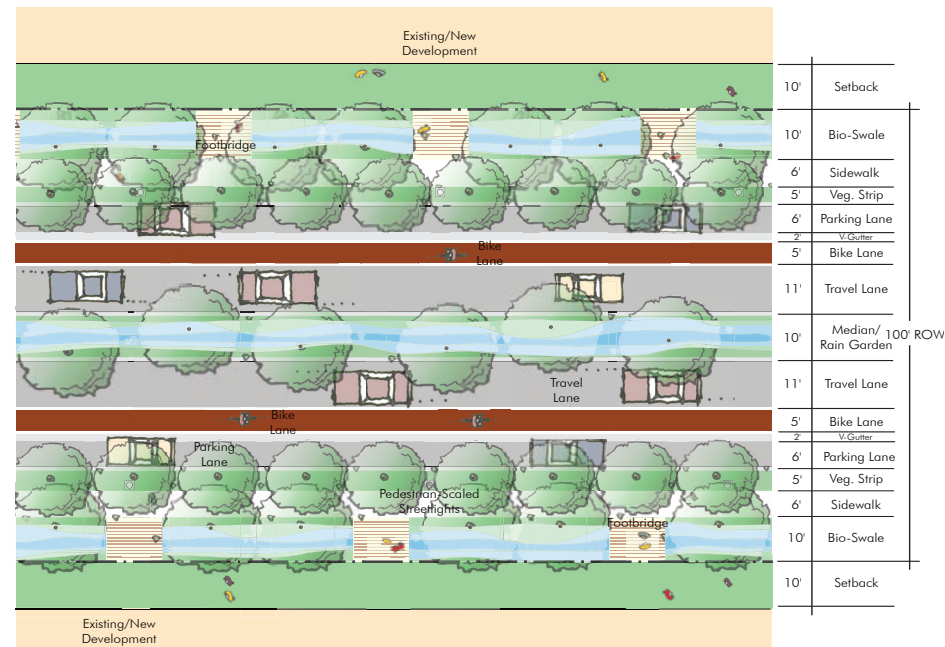 Existing/New
Development
10' Setback
10' Bio-Swale
Footbridge
6' Sidewalk
5' Veg. Strip
6' Parking Lane
2' V-Gutter
Bike
Lane
5' Bike Lane
11' Travel Lane
10' Median/
Rain Garden
100' ROW
Travel
Lane
11' Travel Lane
Bike
Lane
5' Bike Lane
2' V-Gutter
Parking
Lane
6' Parking Lane
5' Veg. Strip
Pedestrian-Scaled
Streetlights
6' Sidewalk
Footbridge
10' Bio-Swale
10' Setback
Existing/New
Development